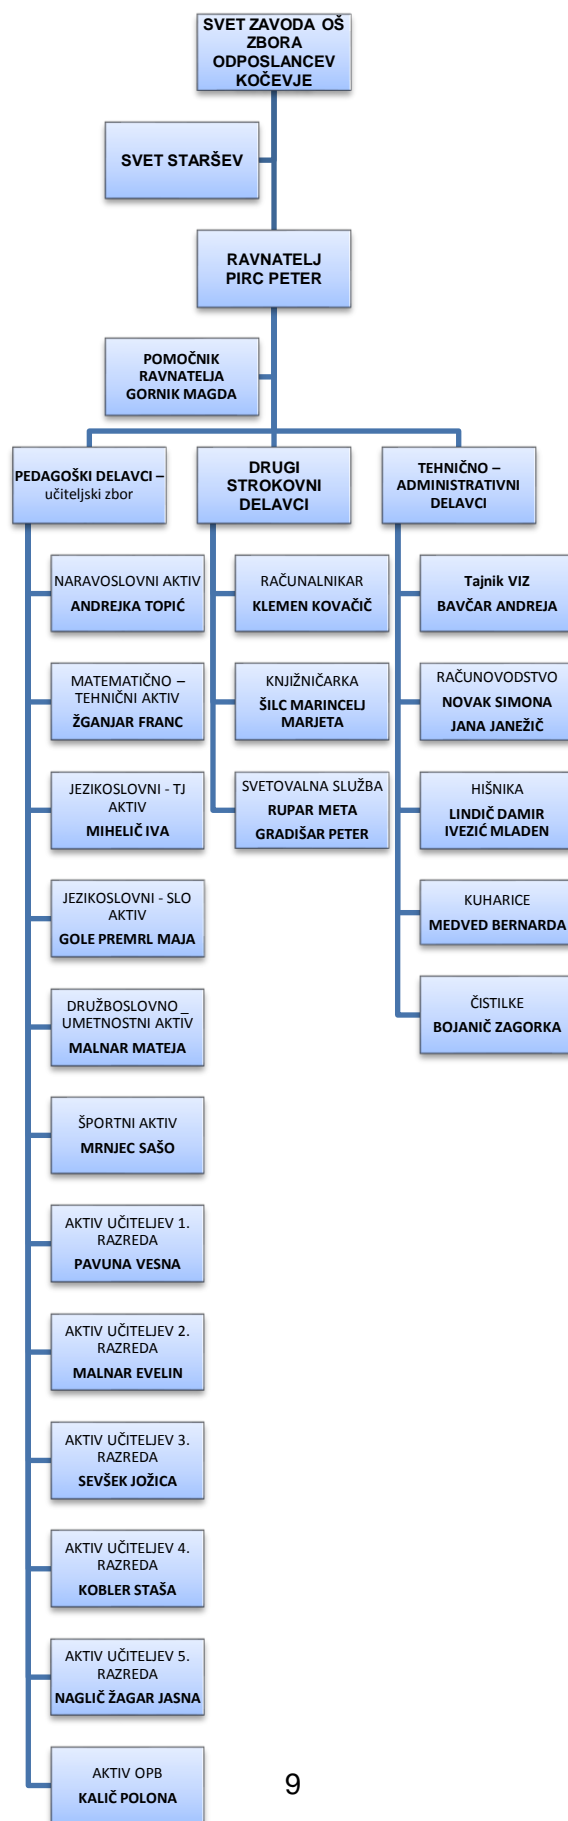 SVET ZAVODA OŠ
ZBORA
ODPOSLANCEV
KOČEVJE
SVET STARŠEV
RAVNATELJ
PIRC PETER
POMOČNIK
RAVNATELJA
GORNIK MAGDA
PEDAGOŠKI DELAVCI –
učiteljski zbor
NARAVOSLOVNI AKTIV
ANDREJKA TOPIĆ
MATEMATIČNO –
TEHNIČNI AKTIV
ŽGANJAR FRANC
JEZIKOSLOVNI - TJ
AKTIV
MIHELIČ IVA
JEZIKOSLOVNI - SLO
AKTIV
GOLE PREMRL MAJA
DRUŽBOSLOVNO _
UMETNOSTNI AKTIV
MALNAR MATEJA
ŠPORTNI AKTIV
MRNJEC SAŠO
AKTIV UČITELJEV 1.
RAZREDA
PAVUNA VESNA
AKTIV UČITELJEV 2.
RAZREDA
MALNAR EVELIN
AKTIV UČITELJEV 3.
RAZREDA
SEVŠEK JOŽICA
AKTIV UČITELJEV 4.
RAZREDA
KOBLER STAŠA
AKTIV UČITELJEV 5.
RAZREDA
NAGLIČ ŽAGAR JASNA
AKTIV OPB
KALIČ POLONA
DRUGI
STROKOVNI
DELAVCI
RAČUNALNIKAR
KLEMEN KOVAČIČ
KNJIŽNIČARKA
ŠILC MARINCELJ
MARJETA
SVETOVALNA SLUŽBA
RUPAR META
GRADIŠAR PETER
TEHNIČNO –
ADMINISTRATIVNI
DELAVCI
Tajnik VIZ
BAVČAR ANDREJA
RAČUNOVODSTVO
NOVAK SIMONA
JANA JANEŽIČ
HIŠNIKA
LINDIČ DAMIR
IVEZIĆ MLADEN
KUHARICE
MEDVED BERNARDA
ČISTILKE
BOJANIČ ZAGORKA
9